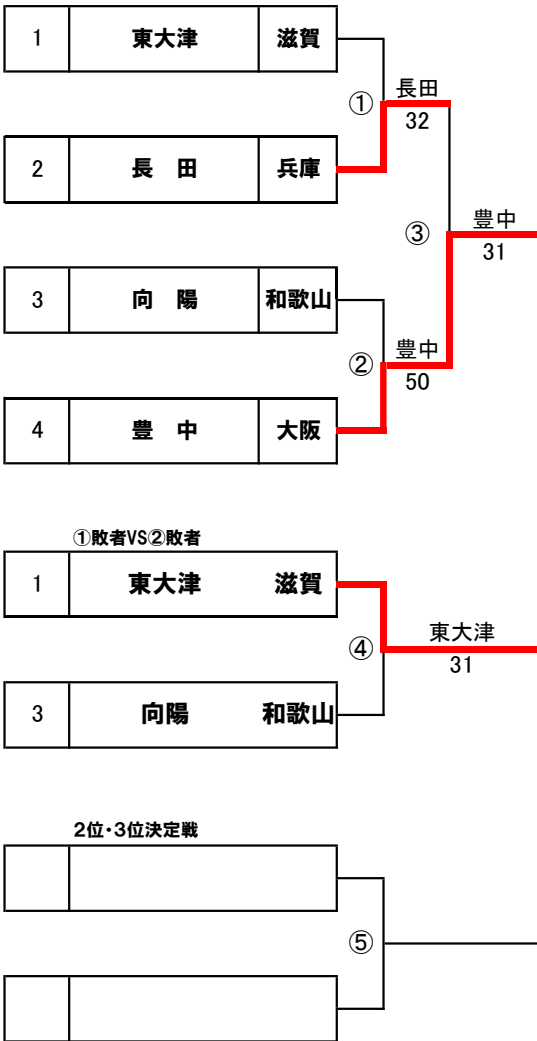 1 東大津 滋賀
① 長田
32
2 長 田 兵庫
③ 豊中
31
3 向 陽 和歌山
② 豊中
50
4 豊 中 大阪
①敗者VS②敗者
1 東大津 滋賀
④ 東大津
31
3 向陽 和歌山
2位・3位決定戦
⑤